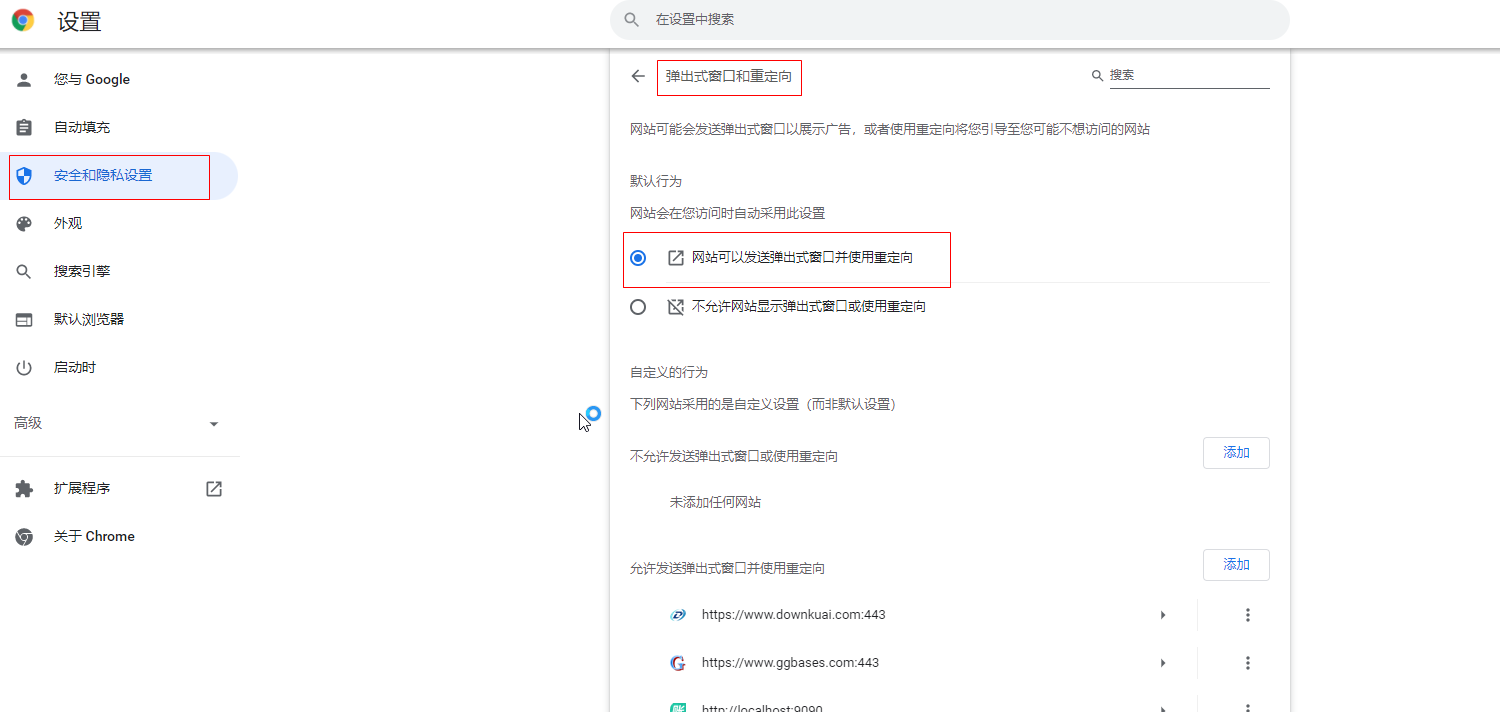 设置
在设置中搜索
您与 Google
自动填充
安全和隐私设置
外观
搜索引擎
默认浏览器
启动时
高级
扩展程序
关于 Chrome
弹出式窗口和重定向
搜索
网站可能会发送弹出式窗口以展示广告，或者使用重定向将您引导至您可能不想访问的网站
默认行为
网站会在您访问时自动采用此设置
网站可以发送弹出式窗口并使用重定向
不允许网站显示弹出式窗口或使用重定向
自定义的行为
下列网站采用的是自定义设置（而非默认设置）
不允许发送弹出式窗口或使用重定向
添加
未添加任何网站
允许发送弹出式窗口并使用重定向
添加
https://www.downkuai.com:443
https://www.ggbases.com:443
http://localhost:9090